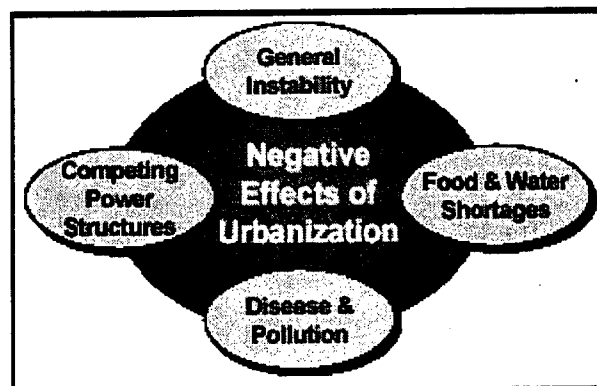 General
Instability
Negative
Effects of
Urbanization
Competing
Power
Structures
Food & Water
Shortages
Disease &
Pollution